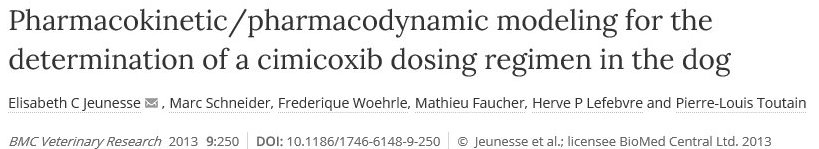 Pharmacokinetic/pharmacodynamic modeling for the
determination of a cimicoxib dosing regimen in the dog
Elisabeth C Jeunesse, Marc Schneider, Frederique Woehrle, Mathieu Faucher, Herve P Lefebvre and Pierre-Louis Toutain
BMC Veterinary Research 2013 9:250 | DOI: 10.1186/1746-6148-9-250 | © Jeunesse et al.; licensee BioMed Central Ltd. 2013